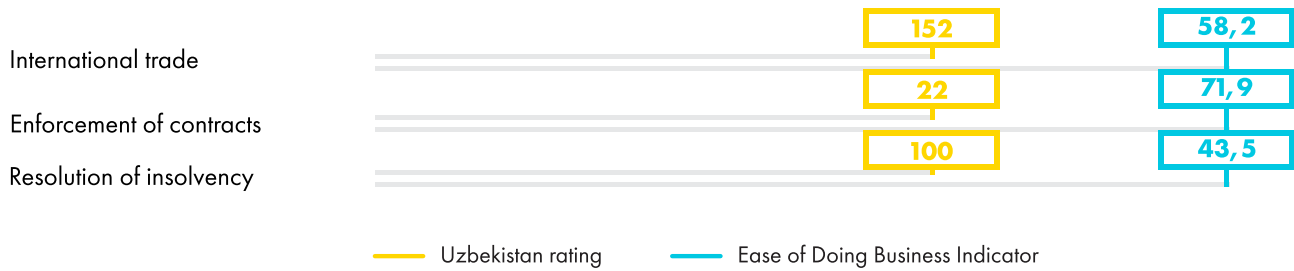 152 58,2
International trade
22 71,9
Enforcement of contracts
100 43,5
Resolution of insolvency
Uzbekistan rating Ease of Doing Business Indicator